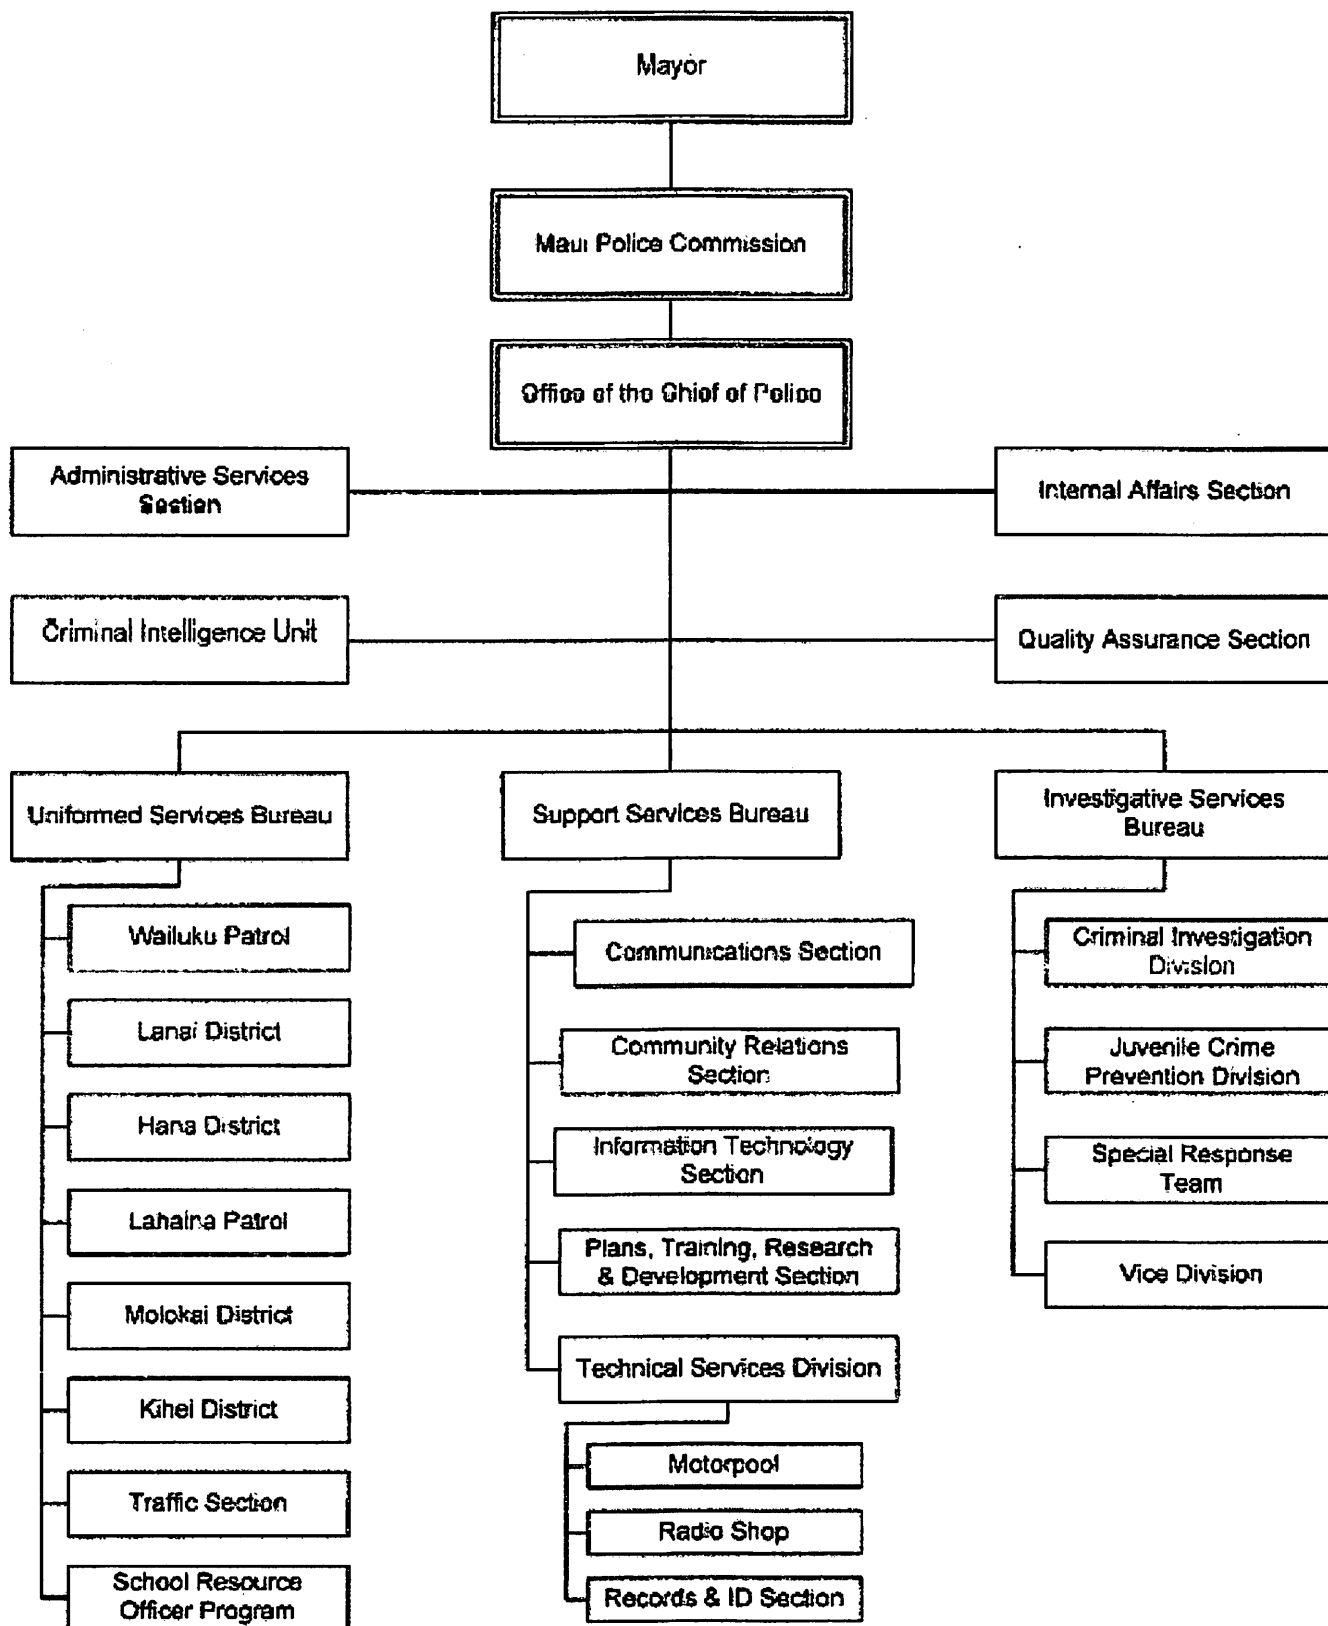 Mayor
Maui Police Commission
Office of the Chief of Police
Administrative Services
Section
Internal Affairs Section
Criminal Intelligence Unit
Quality Assurance Section
Uniformed Services Bureau
Support Services Bureau
Investigative Services
Bureau
Wailuku Patrol
Lanai District
Hana District
Lahaina Patrol
Molokai District
Kihei District
Traffic Section
School Resource
Officer Program
Communications Section
Community Relations
Section
Information Technology
Section
Plans, Training, Research
& Development Section
Technical Services Division
Motorpool
Radio Shop
Records & ID Section
Criminal Investigation
Division
Juvenile Crime
Prevention Division
Special Response
Team
Vice Division